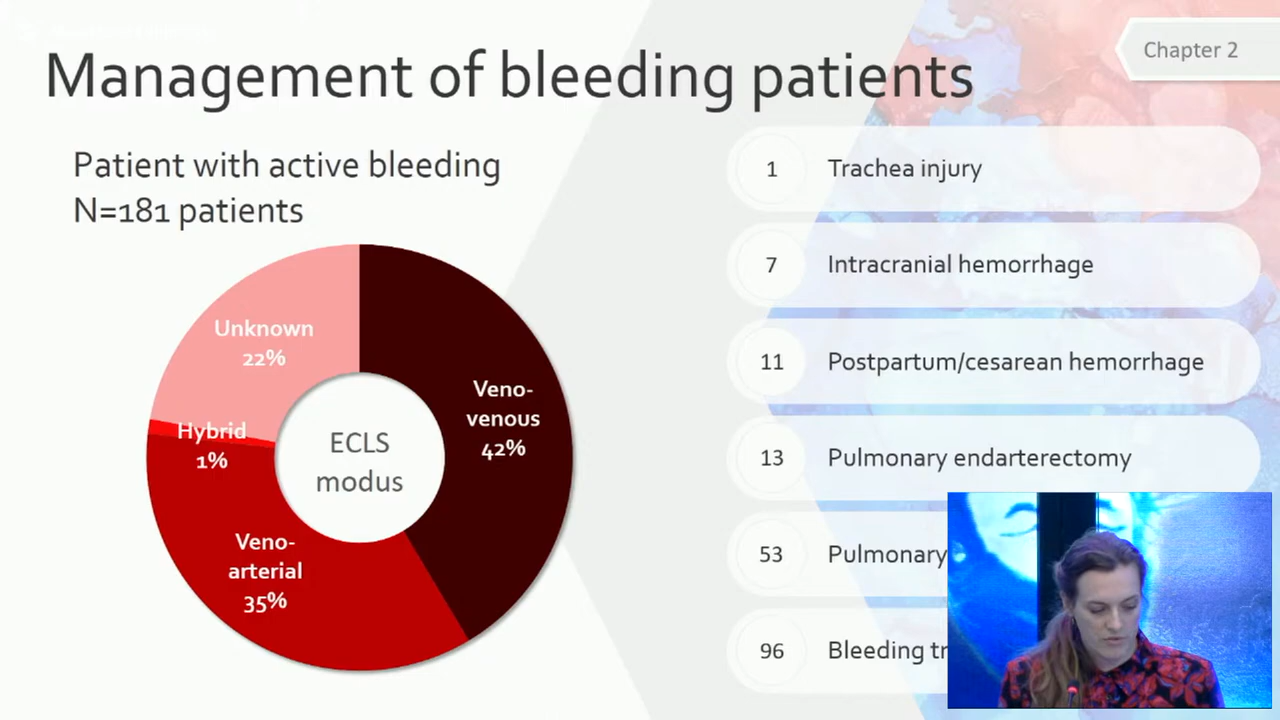 Management of bleeding patients
Chapter 2
Patient with active bleeding
N=181 patients
Unknown
22%
Hybrid
1%
Veno-
arterial
35%
Veno-
venous
42%
ECLS
modus
1 Trachea injury
7 Intracranial hemorrhage
11 Postpartum/cesarean hemorrhage
13 Pulmonary endarterectomy
53 Pulmonary
96 Bleeding